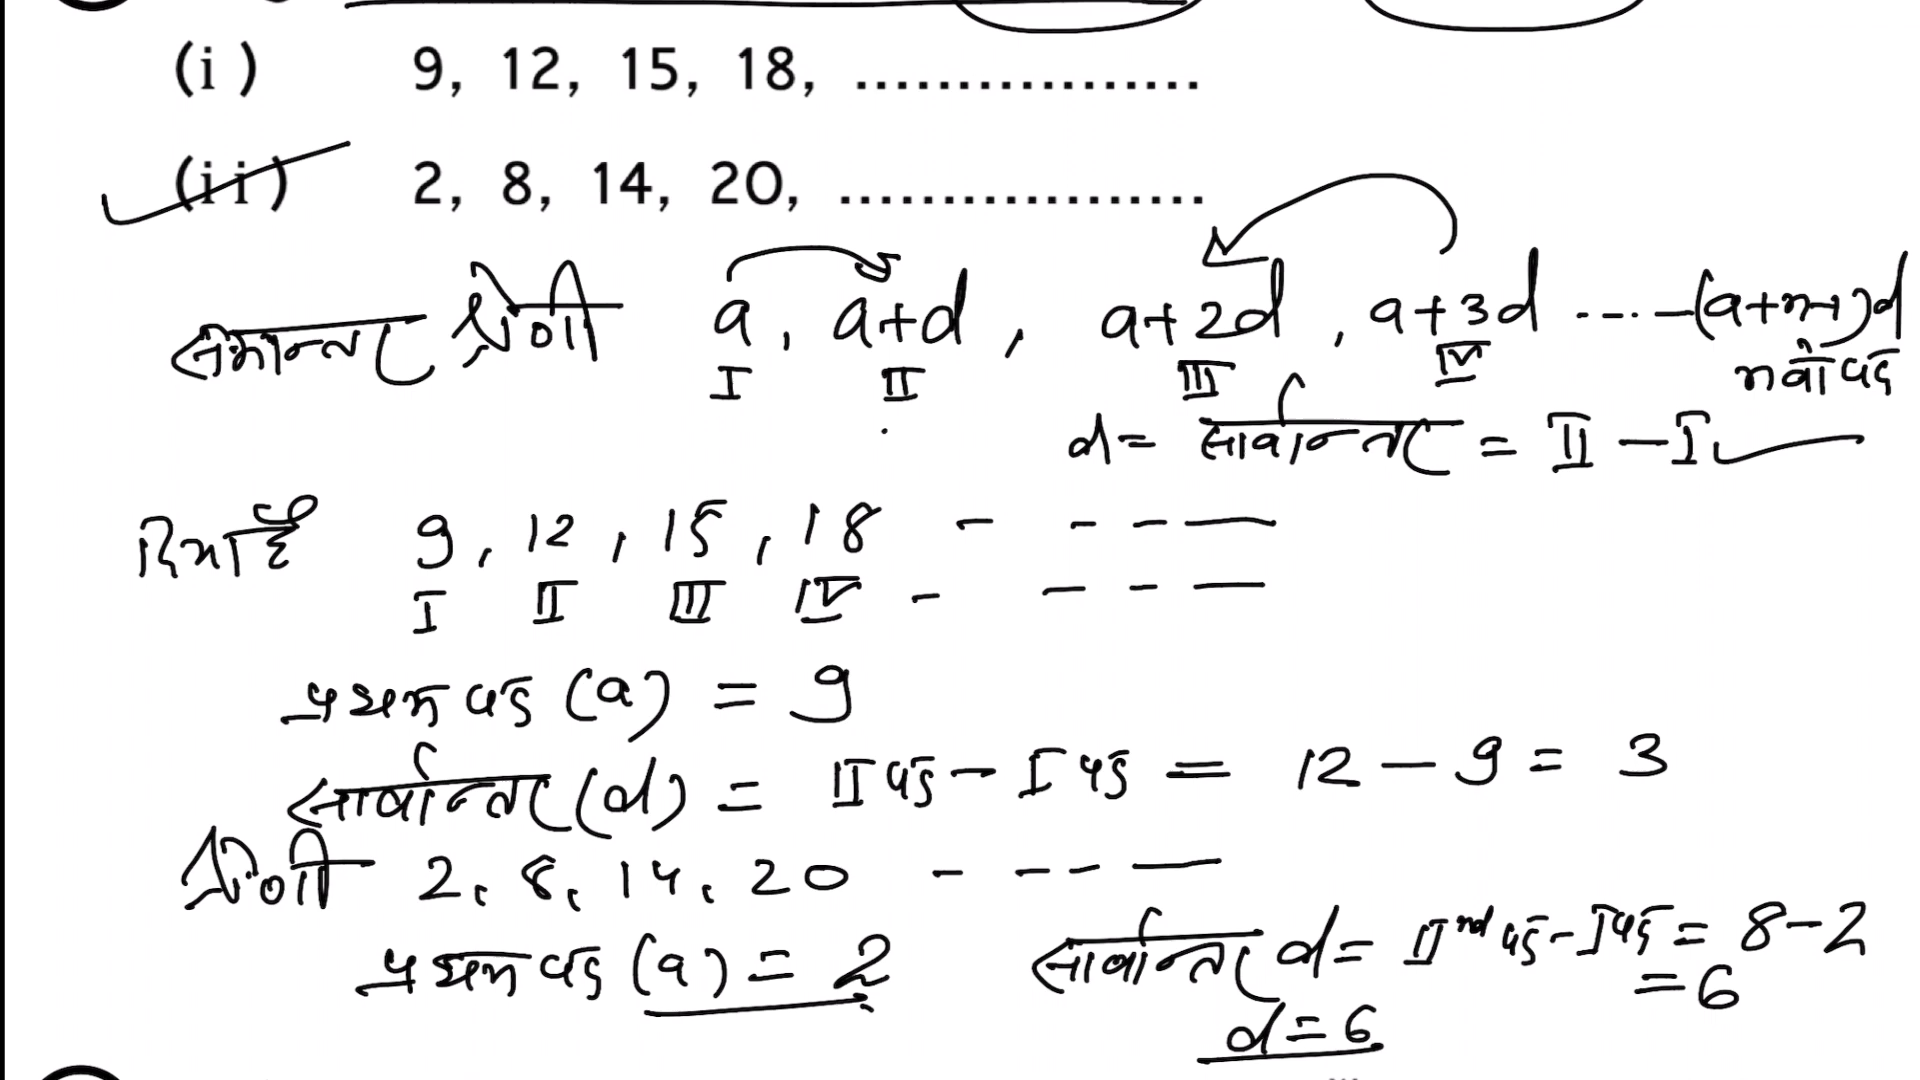 (i) 9, 12, 15, 18, .................
(ii) 2, 8, 14, 20, ..................
समान्तर श्रेणी a, a+d, a+2d, a+3d ---- (a+n-1)d
I II III IV nवाँ पद
d = सार्वान्तर = II - I
दिया है 9, 12, 15, 18 - - - -
I II III IV - - - -
प्रथम पद (a) = 9
सार्वान्तर (d) = II पद - I पद = 12 - 9 = 3
श्रेणी 2, 8, 14, 20 - - - -
प्रथम पद (a) = 2 सार्वान्तर d = IInd पद - I पद = 8-2
= 6
d = 6